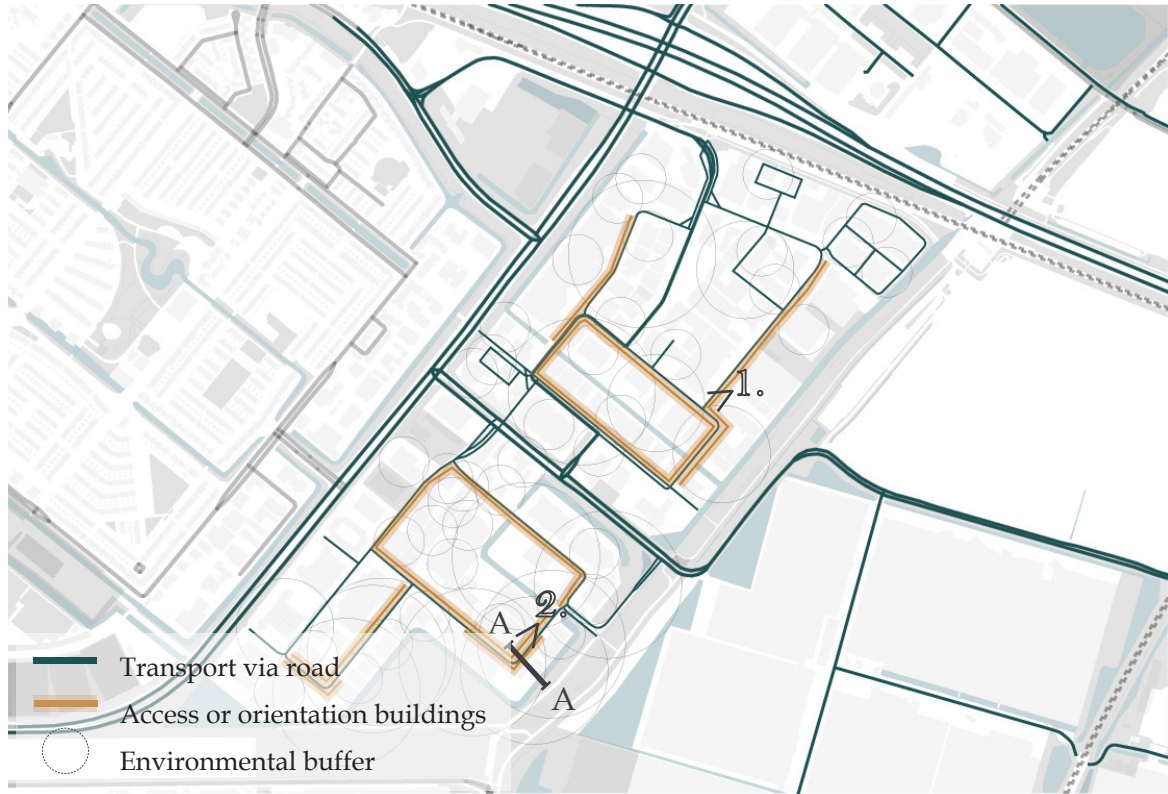 1.
2.
A
A
Transport via road
Access or orientation buildings
Environmental buffer